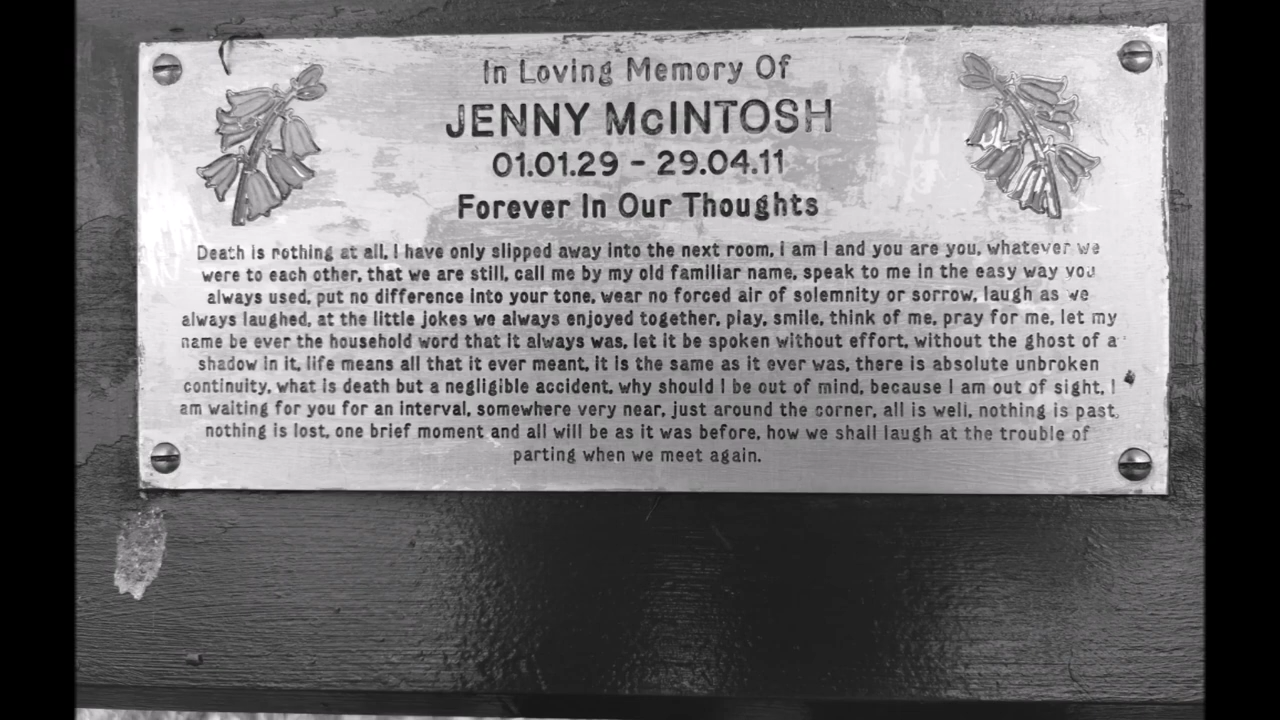 In Loving Memory Of
JENNY McINTOSH
01.01.29 - 29.04.11
Forever In Our Thoughts
Death is nothing at all, I have only slipped away into the next room, I am I and you are you, whatever we
were to each other, that we are still, call me by my old familiar name, speak to me in the easy way you
always used, put no difference into your tone, wear no forced air of solemnity or sorrow, laugh as we
always laughed, at the little jokes we always enjoyed together, play, smile, think of me, pray for me, let my
name be ever the household word that it always was, let it be spoken without effort, without the ghost of a
shadow in it, life means all that it ever meant, it is the same as it ever was, there is absolute unbroken
continuity, what is death but a negligible accident, why should I be out of mind, because I am out of sight, I
am waiting for you for an interval, somewhere very near, just around the corner, all is well, nothing is past,
nothing is lost, one brief moment and all will be as it was before, how we shall laugh at the trouble of
parting when we meet again.